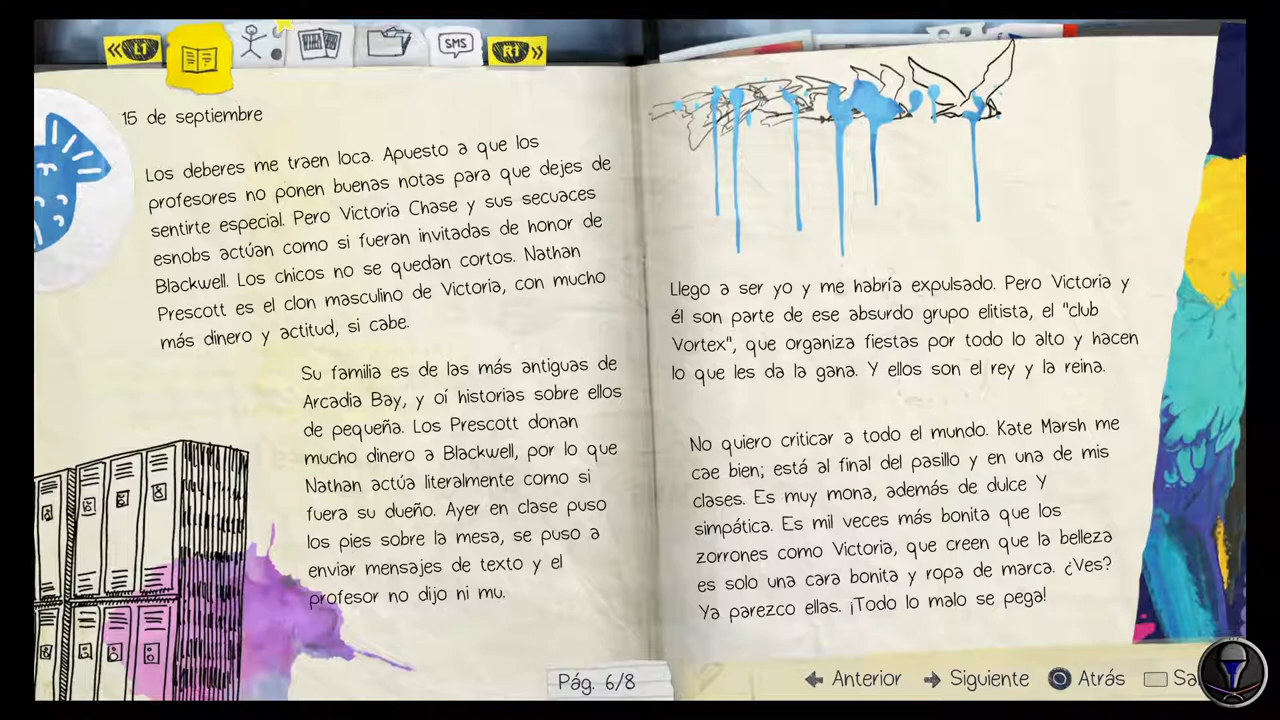 L1
SMS
R1
15 de septiembre
Los deberes me traen loca. Apuesto a que los
profesores no ponen buenas notas para que dejes de
sentirte especial. Pero Victoria Chase y sus secuaces
esnobs actúan como si fueran invitadas de honor de
Blackwell. Los chicos no se quedan cortos. Nathan
Prescott es el clon masculino de Victoria, con mucho
más dinero y actitud, si cabe.
Su familia es de las más antiguas de
Arcadia Bay, y oí historias sobre ellos
de pequeña. Los Prescott donan
mucho dinero a Blackwell, por lo que
Nathan actúa literalmente como si
fuera su dueño. Ayer en clase puso
los pies sobre la mesa, se puso a
enviar mensajes de texto y el
profesor no dijo ni mu.
Llego a ser yo y me habría expulsado. Pero Victoria y
él son parte de ese absurdo grupo elitista, el "club
Vortex", que organiza fiestas por todo lo alto y hacen
lo que les da la gana. Y ellos son el rey y la reina.
No quiero criticar a todo el mundo. Kate Marsh me
cae bien; está al final del pasillo y en una de mis
clases. Es muy mona, además de dulce Y
simpática. Es mil veces más bonita que los
zorrones como Victoria, que creen que la belleza
es solo una cara bonita y ropa de marca. ¿Ves?
Ya parezco ellas. ¡Todo lo malo se pega!
Pág. 6/8
Anterior Siguiente Atrás Sa